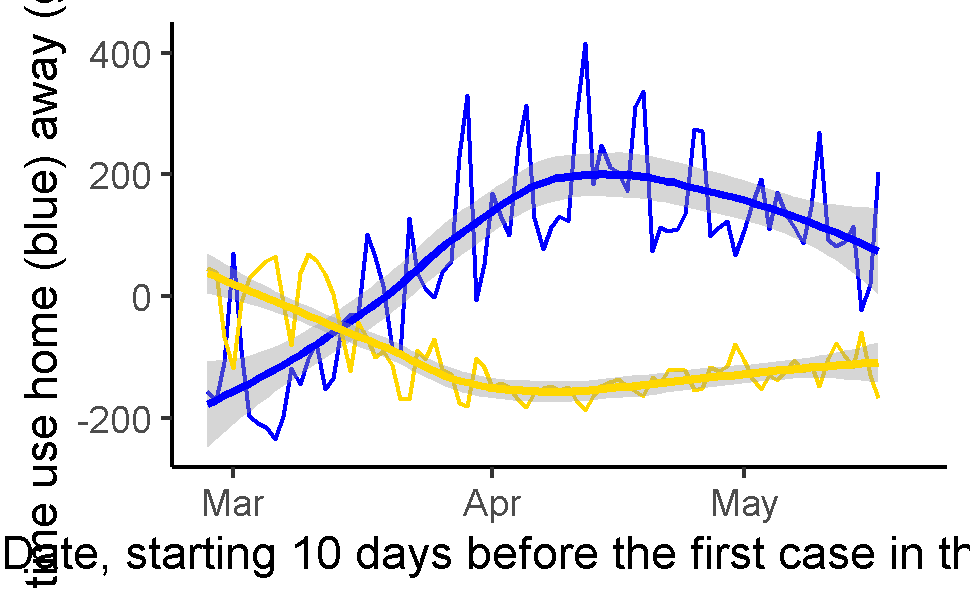 time use home (blue) away (
400
200
0
-200
Mar Apr May
Date, starting 10 days before the first case in th